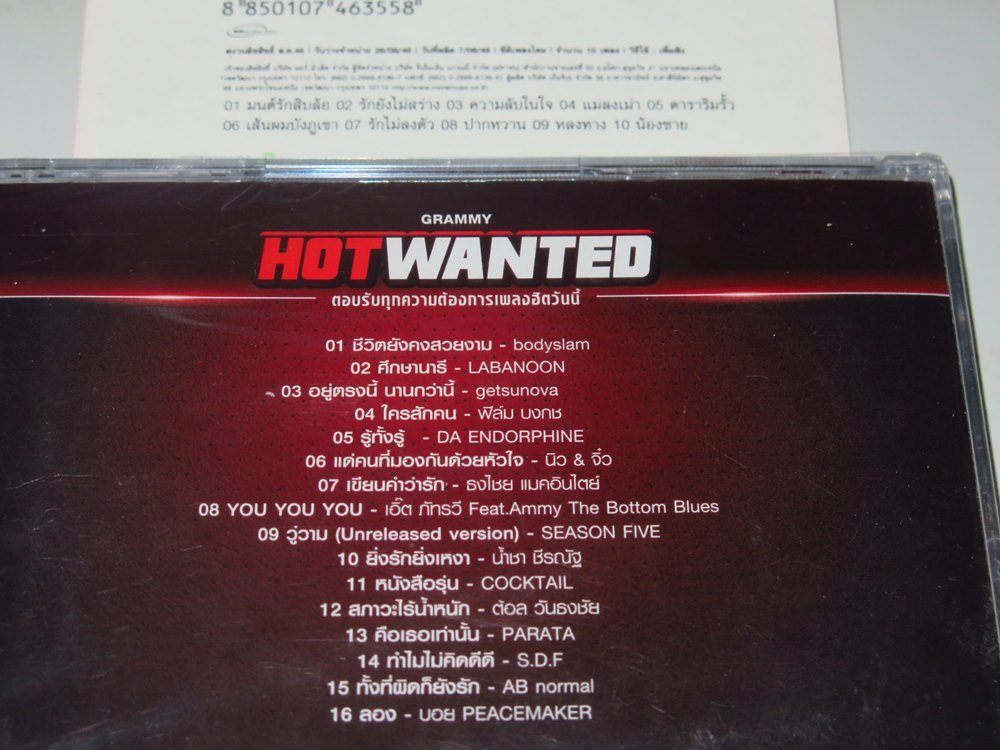 8 "850107"463558"
01 มนต์รักสิบล้อ 02 รักยังไม่สร่าง 03 ความลับในใจ 04 แมลงเม่า 05 ดาราริมรั้ว
06 เส้นผมบังภูเขา 07 รักไม่ลงตัว 08 ปากหวาน 09 หลงทาง 10 น้องชาย
GRAMMY
HOTWANTED
ตอบรับทุกความต้องการเพลงฮิตวันนี้
01 ชีวิตยังคงสวยงาม - bodyslam
02 ศึกษานารี - LABANOON
03 อยู่ตรงนี้ นานกว่านี้ - getsunova
04 ใครสักคน - ฟิล์ม บงกช
05 รู้ทั้งรู้ - DA ENDORPHINE
06 แด่คนที่มองกันด้วยหัวใจ - นิว & จิ๋ว
07 เขียนคำว่ารัก - ธงไชย แมคอินไตย์
08 YOU YOU YOU - เอิ๊ต ภัทรวี Feat.Ammy The Bottom Blues
09 วู่วาม (Unreleased version) - SEASON FIVE
10 ยิ่งรักยิ่งเหงา - น้ำชา ชีรณัฐ
11 หนังสือรุ่น - COCKTAIL
12 สภาวะไร้น้ำหนัก - ต้อล วันธงชัย
13 คือเธอเท่านั้น - PARATA
14 ทำไมไม่คิดดีดี - S.D.F
15 ทั้งที่ผิดก็ยังรัก - AB normal
16 ลอง - บอย PEACEMAKER